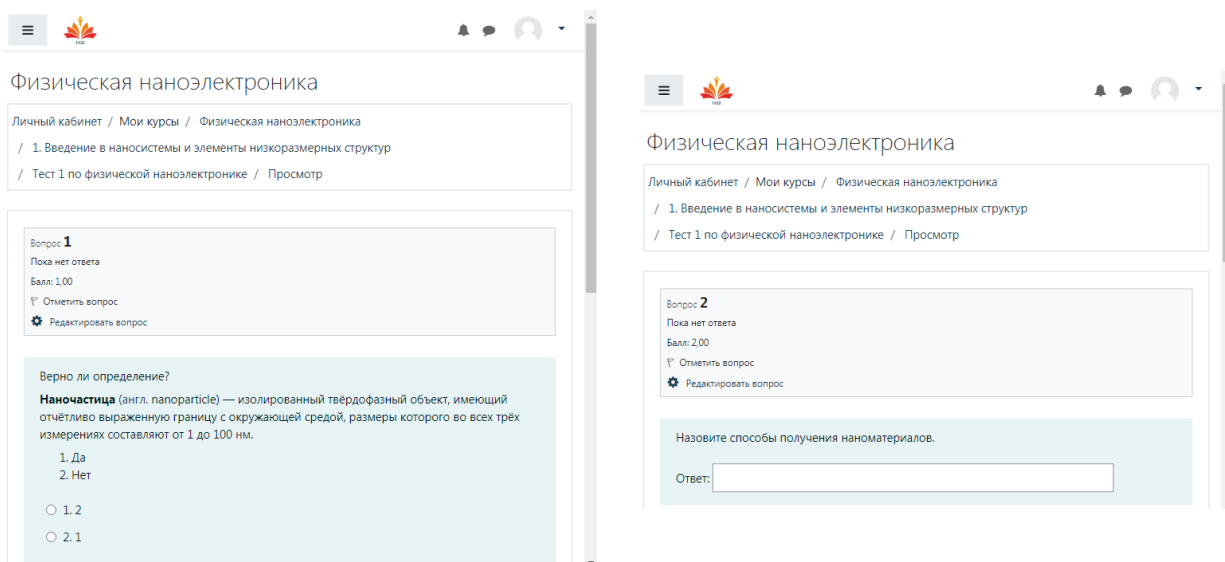 Физическая наноэлектроника
Личный кабинет / Мои курсы / Физическая наноэлектроника
/ 1. Введение в наносистемы и элементы низкоразмерных структур
/ Тест 1 по физической наноэлектронике / Просмотр
Вопрос 1
Пока нет ответа
Балл: 1,00
Отметить вопрос
Редактировать вопрос
Верно ли определение?
Наночастица (англ. nanoparticle) — изолированный твёрдофазный объект, имеющий
отчётливо выраженную границу с окружающей средой, размеры которого во всех трёх
измерениях составляют от 1 до 100 нм.
1. Да
2. Нет
1. 2
2. 1
Физическая наноэлектроника
Личный кабинет / Мои курсы / Физическая наноэлектроника
/ 1. Введение в наносистемы и элементы низкоразмерных структур
/ Тест 1 по физической наноэлектронике / Просмотр
Вопрос 2
Пока нет ответа
Балл: 2,00
Отметить вопрос
Редактировать вопрос
Назовите способы получения наноматериалов.
Ответ: